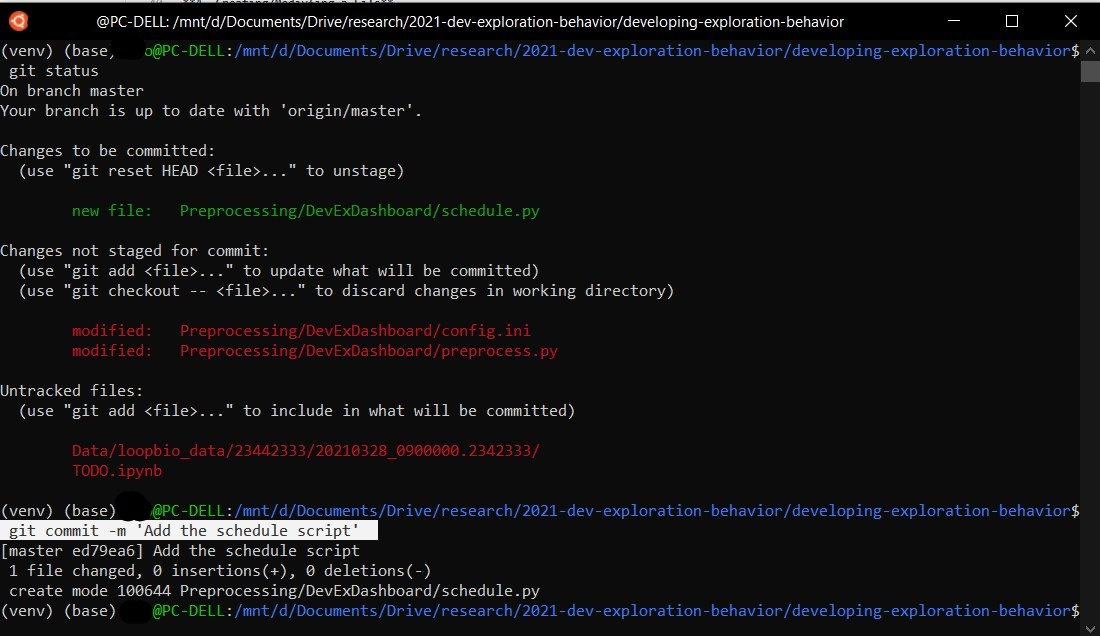 @PC-DELL: /mnt/d/Documents/Drive/research/2021-dev-exploration-behavior/developing-exploration-behavior
(venv) (base, o@PC-DELL:/mnt/d/Documents/Drive/research/2021-dev-exploration-behavior/developing-exploration-behavior$
git status
On branch master
Your branch is up to date with 'origin/master'.
Changes to be committed:
(use "git reset HEAD <file>..." to unstage)
new file: Preprocessing/DevExDashboard/schedule.py
Changes not staged for commit:
(use "git add <file>..." to update what will be committed)
(use "git checkout -- <file>..." to discard changes in working directory)
modified: Preprocessing/DevExDashboard/config.ini
modified: Preprocessing/DevExDashboard/preprocess.py
Untracked files:
(use "git add <file>..." to include in what will be committed)
Data/loopbio_data/23442333/20210328_0900000.2342333/
TODO.ipynb
(venv) (base) @PC-DELL:/mnt/d/Documents/Drive/research/2021-dev-exploration-behavior/developing-exploration-behavior$
git commit -m 'Add the schedule script'
[master ed79ea6] Add the schedule script
1 file changed, 0 insertions(+), 0 deletions(-)
create mode 100644 Preprocessing/DevExDashboard/schedule.py
(venv) (base) @PC-DELL:/mnt/d/Documents/Drive/research/2021-dev-exploration-behavior/developing-exploration-behavior$